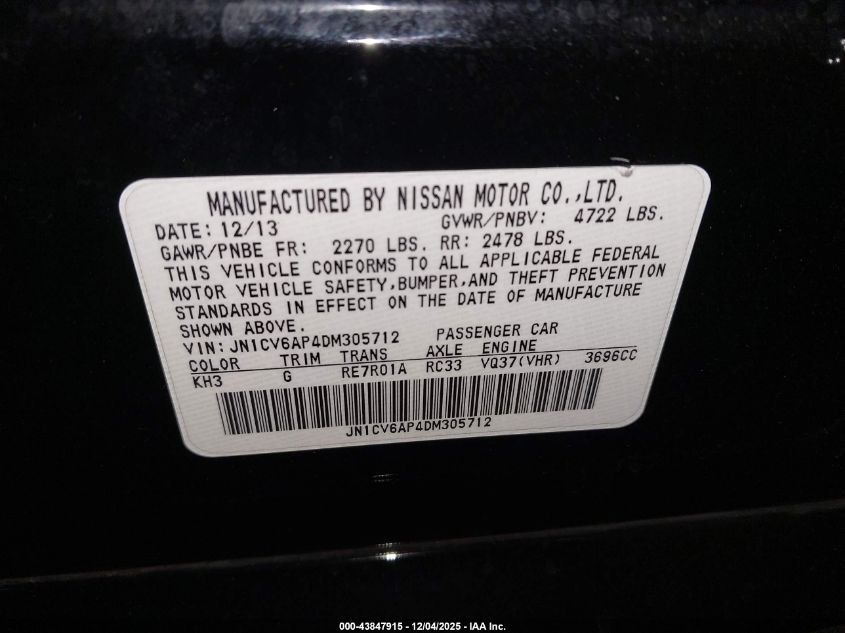 MANUFACTURED BY NISSAN MOTOR CO.,LTD.
DATE: 12/13 GVWR/PNBV: 4722 LBS.
GAWR/PNBE FR: 2270 LBS. RR: 2478 LBS.
THIS VEHICLE CONFORMS TO ALL APPLICABLE FEDERAL
MOTOR VEHICLE SAFETY,BUMPER,AND THEFT PREVENTION
STANDARDS IN EFFECT ON THE DATE OF MANUFACTURE
SHOWN ABOVE.
VIN: JN1CV6AP4DM305712 PASSENGER CAR
COLOR TRIM TRANS AXLE ENGINE
KH3 G RE7R01A RC33 VQ37(VHR) 3696CC
JN1CV6AP4DM305712
000-43847915 - 12/04/2025 - IAA Inc.